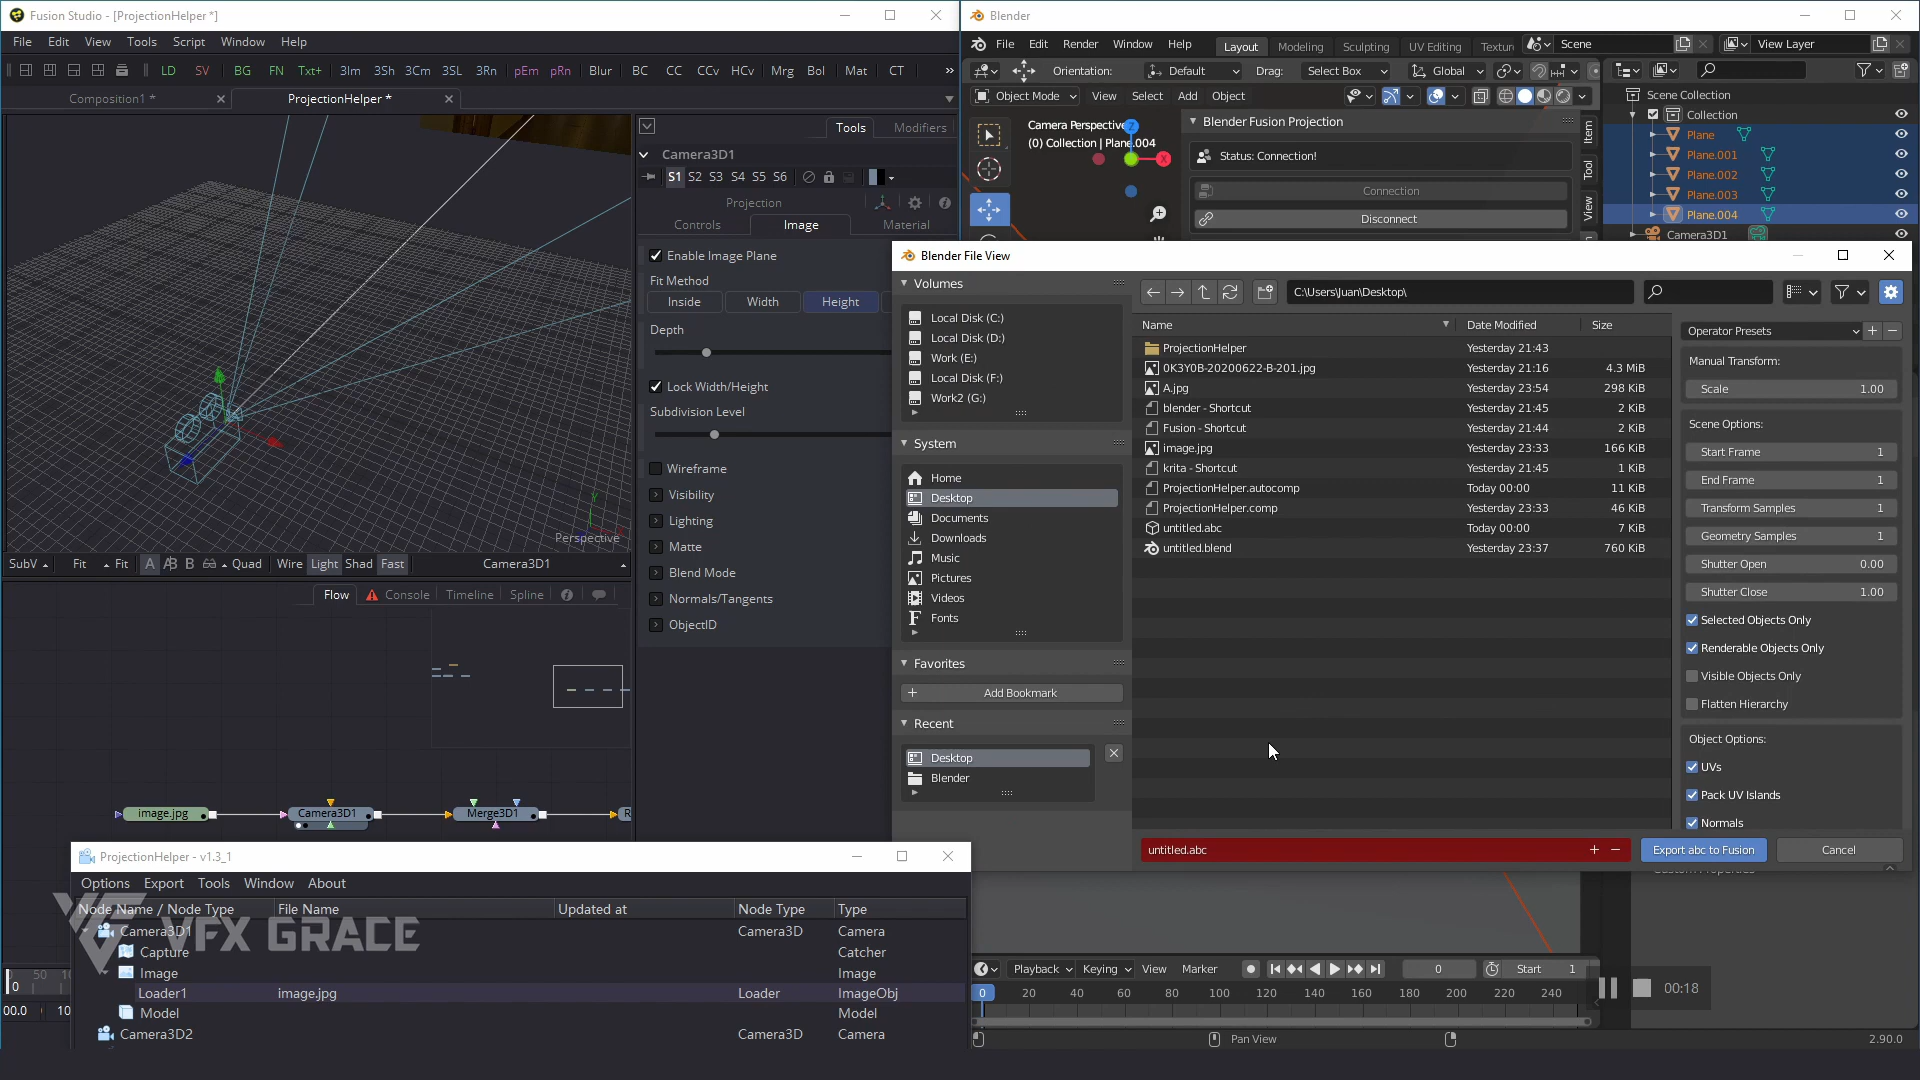 Fusion Studio - [ProjectionHelper *]
File Edit View Tools Script Window Help
LD SV BG FN Txt+ 3Im 3Sh 3Cm 3SL 3Rn pEm pRn Blur BC CC CCv HCv Mrg Bol Mat CT »
Composition1 * ProjectionHelper *
Tools Modifiers
Camera3D1
S1 S2 S3 S4 S5 S6
Projection
Controls Image Material
Enable Image Plane
Fit Method
Inside Width Height
Depth
Lock Width/Height
Subdivision Level
Wireframe
Visibility
Lighting
Matte
Blend Mode
Normals/Tangents
ObjectID
Y
Perspective
SubV Fit Fit A B Quad Wire Light Shad Fast Camera3D1
Flow Console Timeline Spline
image.jpg Camera3D1 Merge3D1 R
0 50
00.0 10
ProjectionHelper - v1.3_1
Options Export Tools Window About
Node Name / Node Type File Name Updated at Node Type Type
Camera3D1 Camera3D Camera
Capture Catcher
Image Image
Loader1 image.jpg Loader ImageObj
Model Model
Camera3D2 Camera3D Camera
VFX GRACE
Blender
File Edit Render Window Help Layout Modeling Sculpting UV Editing Textur Scene View Layer
Orientation: Default Drag: Select Box Global
Object Mode View Select Add Object
Camera Perspective
(0) Collection | Plane.004
Z
X
Blender Fusion Projection
Status: Connection!
Connection
Disconnect
Item
Tool
View
Scene Collection
Collection
Plane
Plane.001
Plane.002
Plane.003
Plane.004
Camera3D1
Blender File View
Volumes
Local Disk (C:)
Local Disk (D:)
Work (E:)
Local Disk (F:)
Work2 (G:)
System
Home
Desktop
Documents
Downloads
Music
Pictures
Videos
Fonts
Favorites
Add Bookmark
Recent
Desktop
Blender
C:\Users\Juan\Desktop\
Name Date Modified Size
ProjectionHelper Yesterday 21:43
0K3Y0B-20200622-B-201.jpg Yesterday 21:16 4.3 MiB
A.jpg Yesterday 23:54 298 KiB
blender - Shortcut Yesterday 21:45 2 KiB
Fusion - Shortcut Yesterday 21:44 2 KiB
image.jpg Yesterday 23:33 166 KiB
krita - Shortcut Yesterday 21:45 1 KiB
ProjectionHelper.autocomp Today 00:00 11 KiB
ProjectionHelper.comp Yesterday 23:33 46 KiB
untitled.abc Today 00:00 7 KiB
untitled.blend Yesterday 23:37 760 KiB
Operator Presets
Manual Transform:
Scale 1.00
Scene Options:
Start Frame 1
End Frame 1
Transform Samples 1
Geometry Samples 1
Shutter Open 0.00
Shutter Close 1.00
Selected Objects Only
Renderable Objects Only
Visible Objects Only
Flatten Hierarchy
Object Options:
UVs
Pack UV Islands
Normals
untitled.abc Export abc to Fusion Cancel
Custom Properties
Playback Keying View Marker 0 Start 1
0 20 40 60 80 100 120 140 160 180 200 220 240
00:18
Pan View 2.90.0